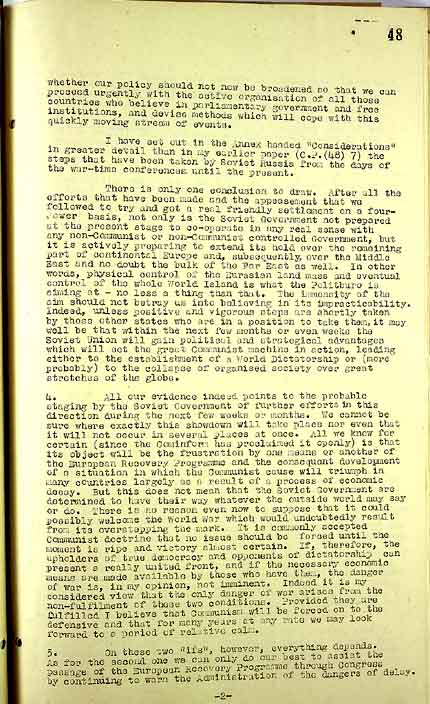 48
whether our policy should not now be broadened so that we can
proceed urgently with the active organisation of all those
countries who believe in parliamentary government and free
institutions, and devise methods which will cope with this
quickly moving stream of events.
I have set out in the Annex headed "Considerations"
in greater detail than in my earlier paper (C.P.(48) 7) the
steps that have been taken by Soviet Russia from the days of
the war-time conferences until the present.
There is only one conclusion to draw. After all the
efforts that have been made and the appeasement that we
followed to try and get a real friendly settlement on a four-
Power basis, not only is the Soviet Government not prepared
at the present stage to co-operate in any real sense with
any non-Communist or non-Communist controlled Government, but
it is actively preparing to extend its hold over the remaining
part of continental Europe and, subsequently, over the Middle
East and no doubt the bulk of the Far East as well. In other
words, physical control of the Eurasian land mass and eventual
control of the whole World Island is what the Politburo is
aiming at - no less a thing than that. The immensity of the
aim should not betray us into believing in its impracticability.
Indeed, unless positive and vigorous steps are shortly taken
by those other states who are in a position to take them, it may
well be that within the next few months or even weeks the
Soviet Union will gain political and strategical advantages
which will set the great Communist machine in action, leading
either to the establishment of a World Dictatorship or (more
probably) to the collapse of organised society over great
stretches of the globe.
4. All our evidence indeed points to the probable
staging by the Soviet Government of further efforts in this
direction during the next few weeks or months. We cannot be
sure where exactly this showdown will take place nor even that
it will not occur in several places at once. All we know for
certain (since the Cominform has proclaimed it openly) is that
its object will be the frustration by one means or another of
the European Recovery Programme and the consequent development
of a situation in which the Communist cause will triumph in
many countries largely as a result of a process of economic
decay. But this does not mean that the Soviet Government are
determined to have their way whatever the outside world may say
or do. There is no reason even now to suppose that it could
possibly welcome the World War which would undoubtedly result
from its overstepping the mark. It is commonly accepted
Communist doctrine that no issue should be forced until the
moment is ripe and victory almost certain. If, therefore, the
upholders of true democracy and opponents of dictatorship can
present a really united front, and if the necessary economic
means are made available by those who have them, the danger
of war is, in my opinion, not imminent. Indeed it is my
considered view that the only danger of war arises from the
non-fulfilment of those two conditions. Provided they are
fulfilled I believe that Communism will be forced on to the
defensive and that for many years at any rate we may look
forward to a period of relative calm.
5. On these two "ifs", however, everything depends.
As for the second one we can only do our best to assist the
passage of the European Recovery Programme through Congress
by continuing to warn the Administration of the dangers of delay.
-2-